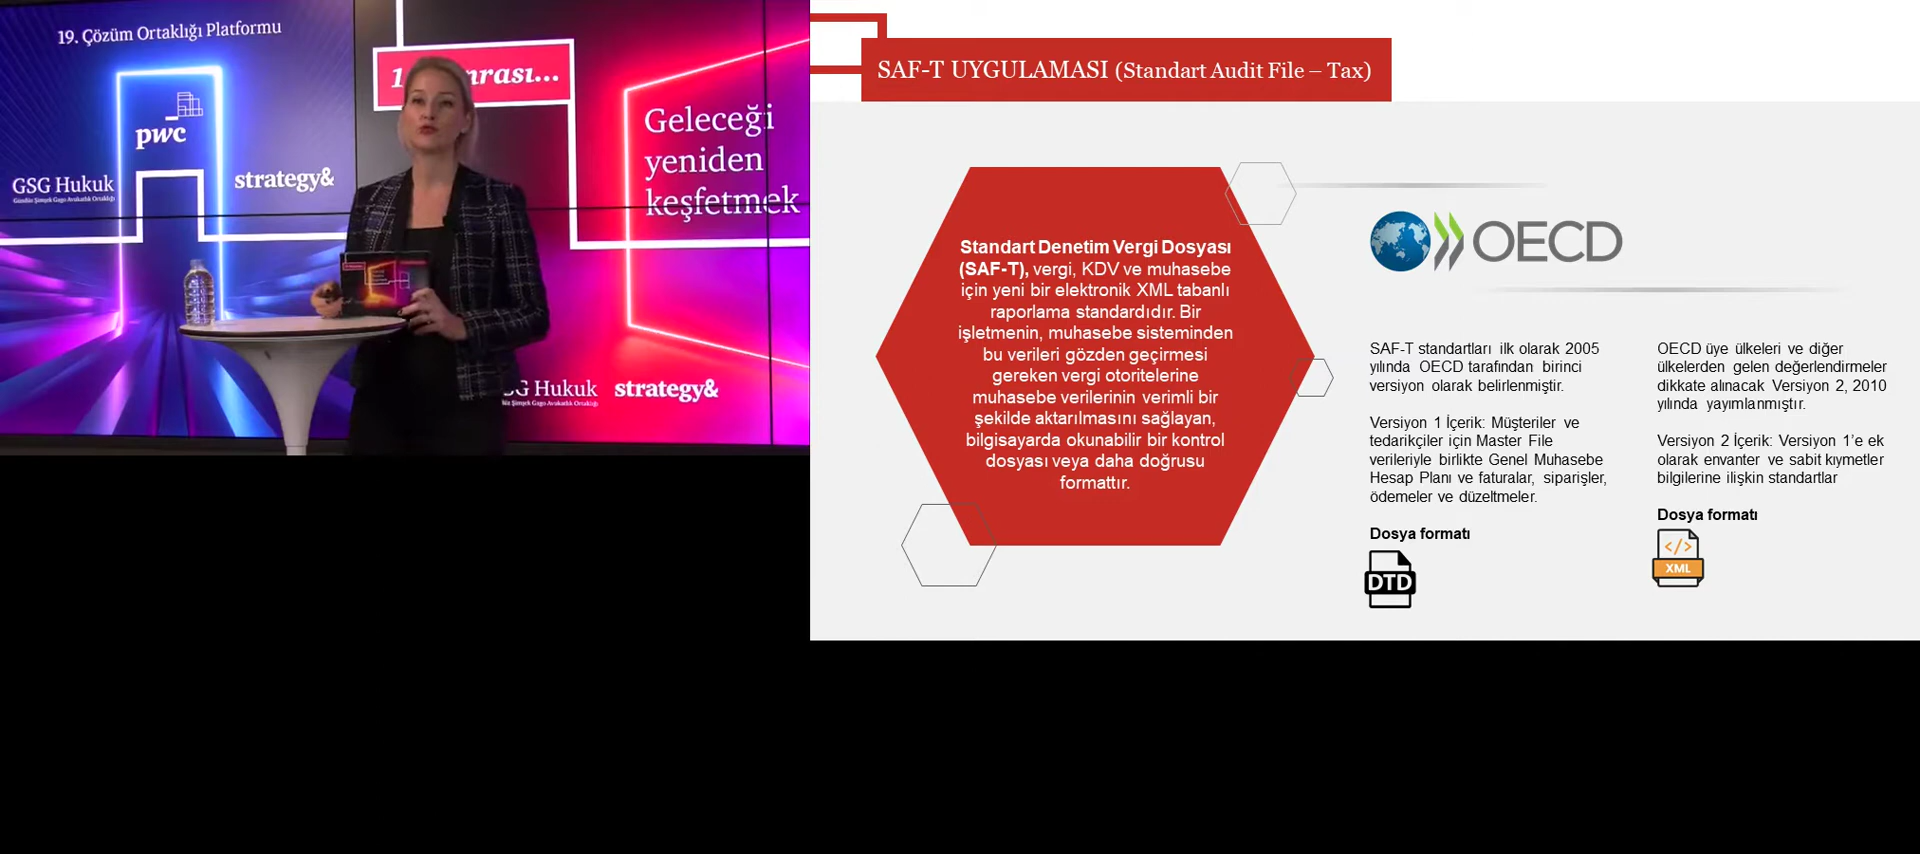 19. Çözüm Ortaklığı Platformu
pwc
GSG Hukuk
strategy&
Geleceği
yeniden
keşfetmek
Hukuk
strategy&
SAF-T UYGULAMASI (Standart Audit File – Tax)
Standart Denetim Vergi Dosyası
(SAF-T), vergi, KDV ve muhasebe
için yeni bir elektronik XML tabanlı
raporlama standardıdır. Bir
işletmenin, muhasebe sisteminden
bu verileri gözden geçirmesi
gereken vergi otoritelerine
muhasebe verilerinin verimli bir
şekilde aktarılmasını sağlayan,
bilgisayarda okunabilir bir kontrol
dosyası veya daha doğrusu
formattır.
OECD
SAF-T standartları ilk olarak 2005
yılında OECD tarafından birinci
versiyon olarak belirlenmiştir.
Versiyon 1 İçerik: Müşteriler ve
tedarikçiler için Master File
verileriyle birlikte Genel Muhasebe
Hesap Planı ve faturalar, siparişler,
ödemeler ve düzeltmeler.
Dosya formatı
DTD
OECD üye ülkeleri ve diğer
ülkelerden gelen değerlendirmeler
dikkate alınacak Versiyon 2, 2010
yılında yayımlanmıştır.
Versiyon 2 İçerik: Versiyon 1’e ek
olarak envanter ve sabit kıymetler
bilgilerine ilişkin standartlar
Dosya formatı
</>
XML